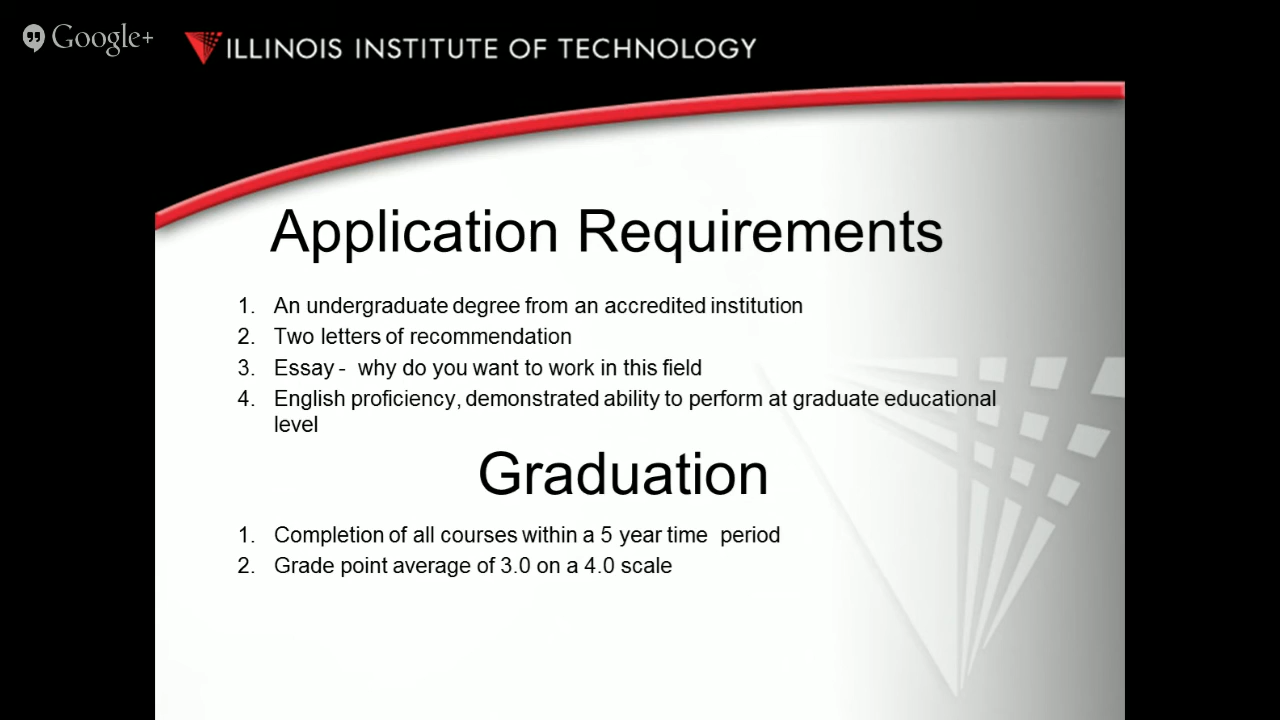 Google+
ILLINOIS INSTITUTE OF TECHNOLOGY
Application Requirements
1. An undergraduate degree from an accredited institution
2. Two letters of recommendation
3. Essay - why do you want to work in this field
4. English proficiency, demonstrated ability to perform at graduate educational
level
Graduation
1. Completion of all courses within a 5 year time period
2. Grade point average of 3.0 on a 4.0 scale